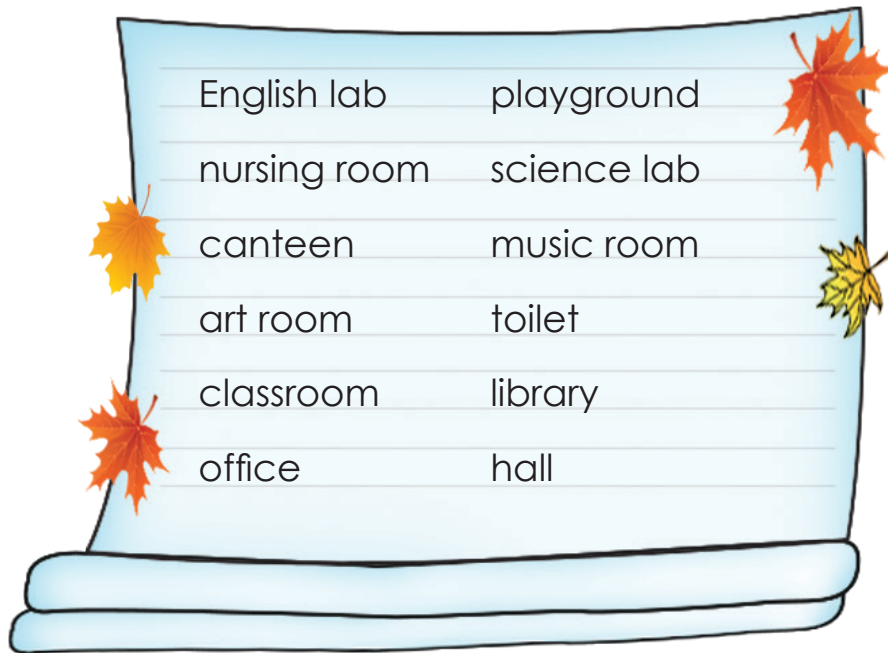 English lab playground
nursing room science lab
canteen music room
art room toilet
classroom library
office hall